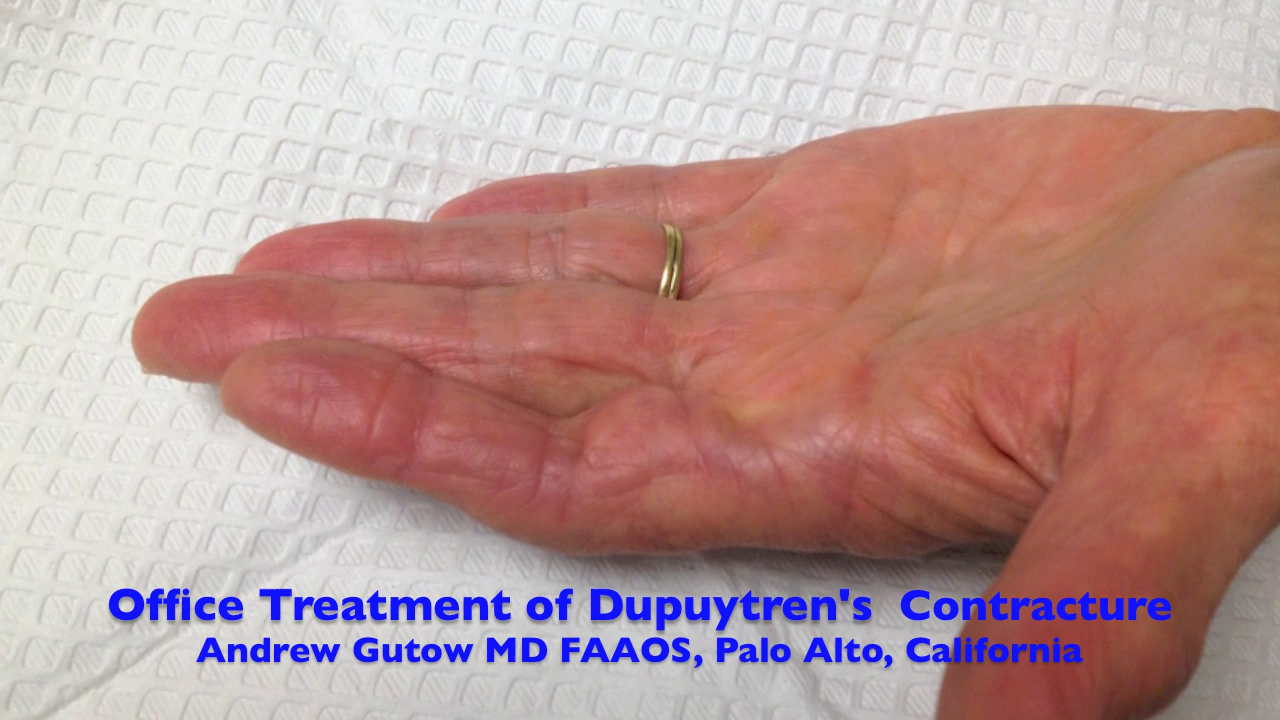 Office Treatment of Dupuytren's  Contracture
Andrew Gutow MD FAAOS, Palo Alto, California